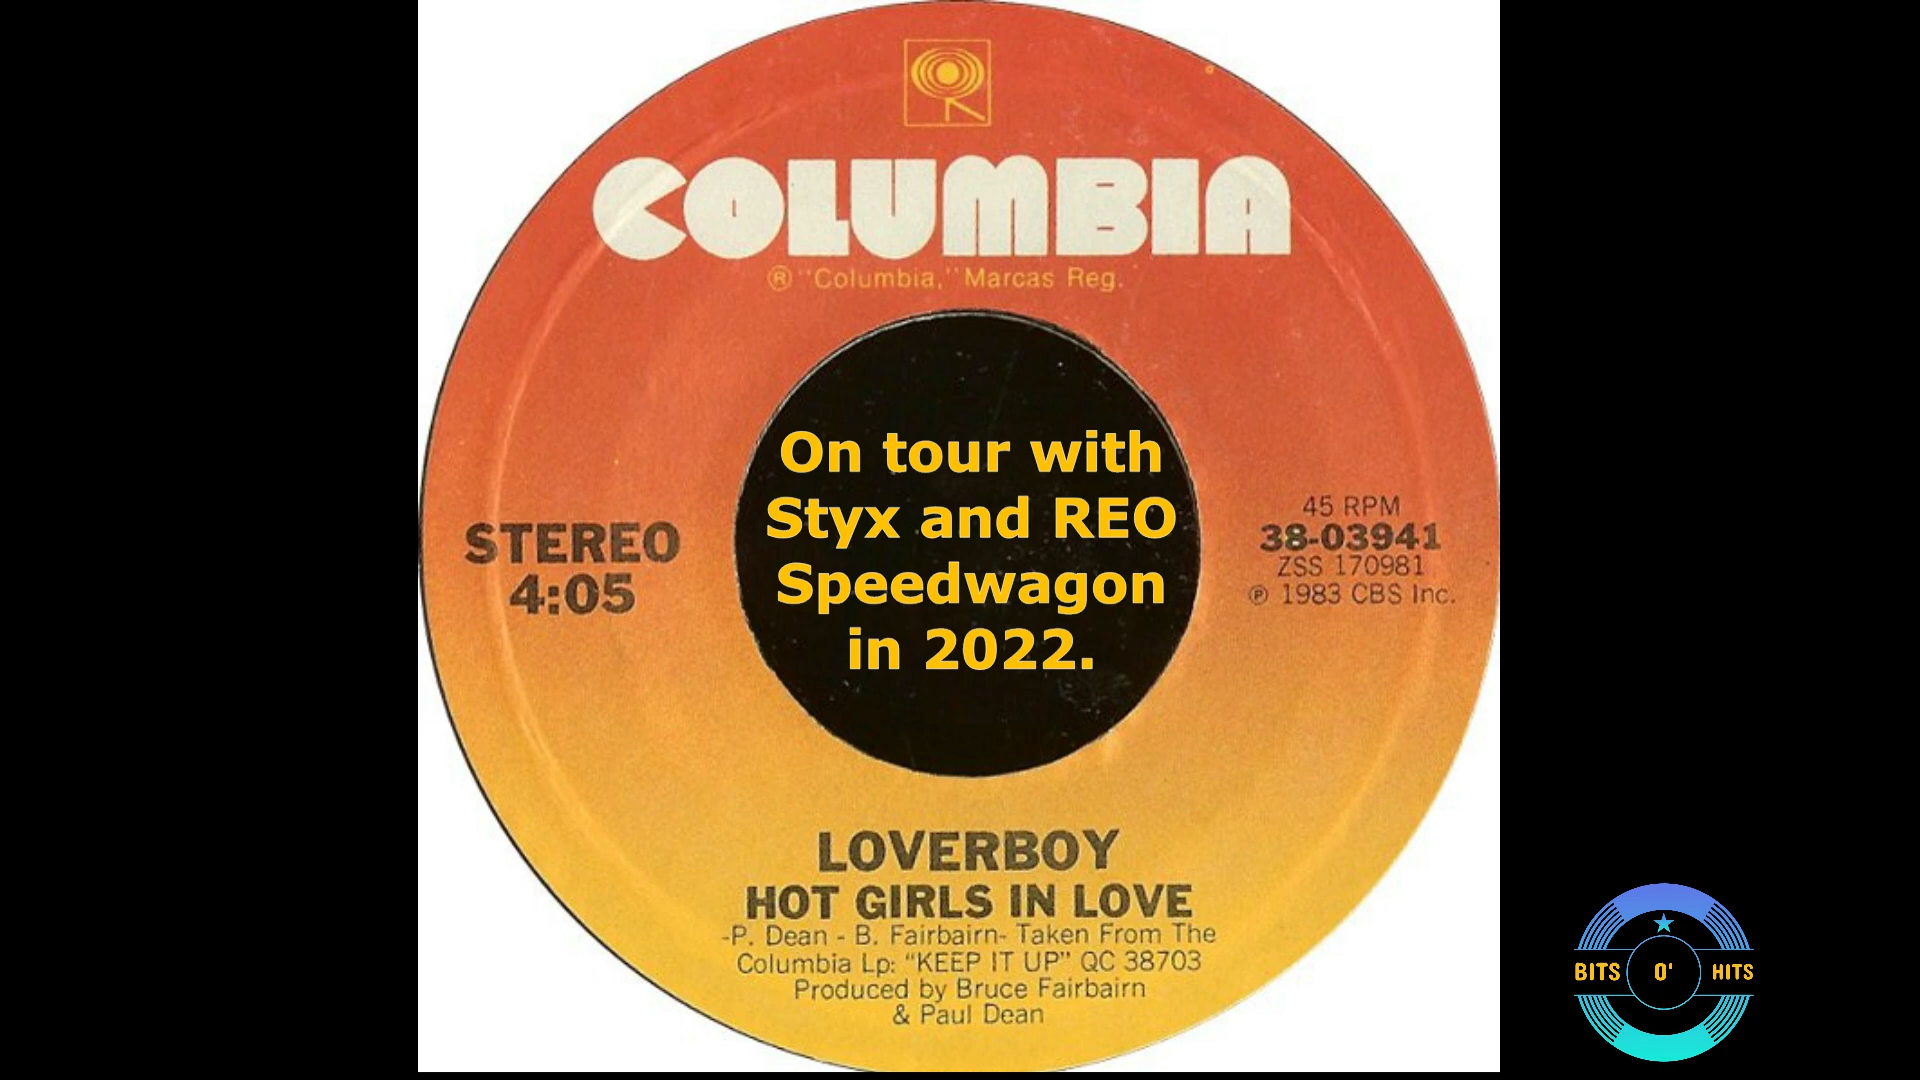 COLUMBIA
® "Columbia," Marcas Reg.
On tour with
Styx and REO
Speedwagon
in 2022.
STEREO
4:05
45 RPM
38-03941
ZSS 170981
℗ 1983 CBS Inc.
LOVERBOY
HOT GIRLS IN LOVE
-P. Dean - B. Fairbairn- Taken From The
Columbia Lp: “KEEP IT UP” QC 38703
Produced by Bruce Fairbairn
& Paul Dean
BITS O' HITS